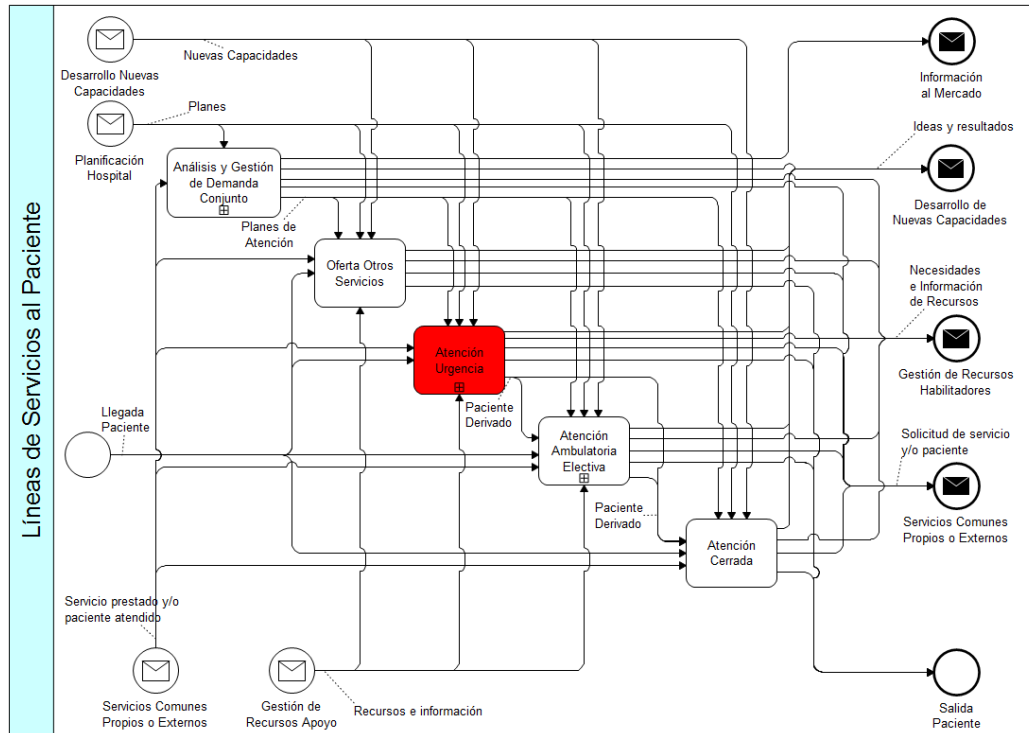 Líneas de Servicios al Paciente
Desarrollo Nuevas
Capacidades
Nuevas Capacidades
Planificación
Hospital
Planes
Análisis y Gestión
de Demanda
Conjunto
Planes de
Atención
Oferta Otros
Servicios
Atención
Urgencia
Paciente
Derivado
Llegada
Paciente
Atención
Ambulatoria
Electiva
Paciente
Derivado
Atención
Cerrada
Servicio prestado y/o
paciente atendido
Servicios Comunes
Propios o Externos
Gestión de
Recursos Apoyo
Recursos e información
Información
al Mercado
Ideas y resultados
Desarrollo de
Nuevas Capacidades
Necesidades
e Información
de Recursos
Gestión de Recursos
Habilitadores
Solicitud de servicio
y/o paciente
Servicios Comunes
Propios o Externos
Salida
Paciente